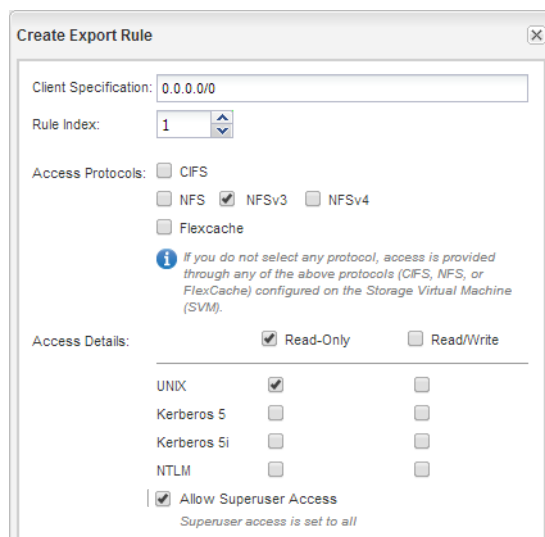 Create Export Rule
Client Specification: 0.0.0.0/0
Rule Index: 1
Access Protocols: CIFS
NFS NFSv3 NFSv4
Flexcache
If you do not select any protocol, access is provided
through any of the above protocols (CIFS, NFS, or
FlexCache) configured on the Storage Virtual Machine
(SVM).
Access Details: Read-Only Read/Write
UNIX
Kerberos 5
Kerberos 5i
NTLM
Allow Superuser Access
Superuser access is set to all